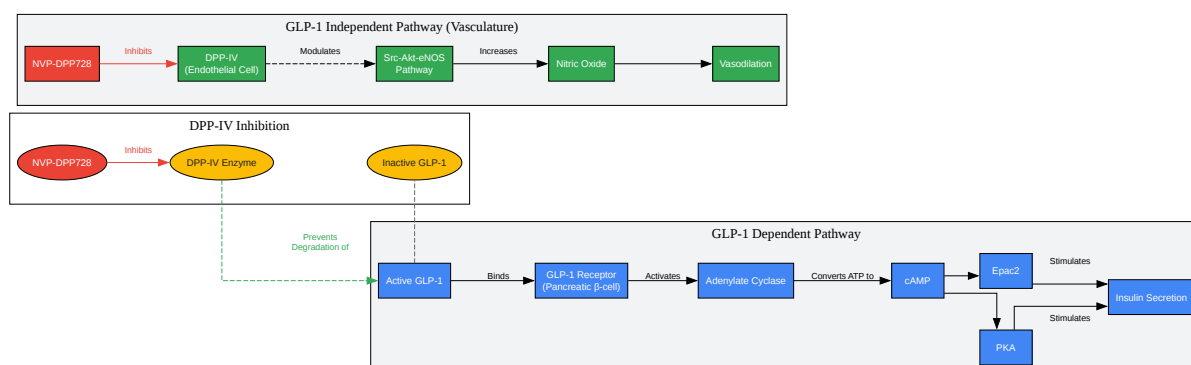 GLP-1 Independent Pathway (Vasculature)
NVP-DPP728
Inhibits
DPP-IV
(Endothelial Cell)
Modulates
Src-Akt-eNOS
Pathway
Increases
Nitric Oxide
Vasodilation
DPP-IV Inhibition
NVP-DPP728
Inhibits
DPP-IV Enzyme
Inactive GLP-1
Prevents
Degradation of
GLP-1 Dependent Pathway
Active GLP-1
Binds
GLP-1 Receptor
(Pancreatic β-cell)
Activates
Adenylate Cyclase
Converts ATP to
cAMP
Epac2
Stimulates
PKA
Stimulates
Insulin Secretion